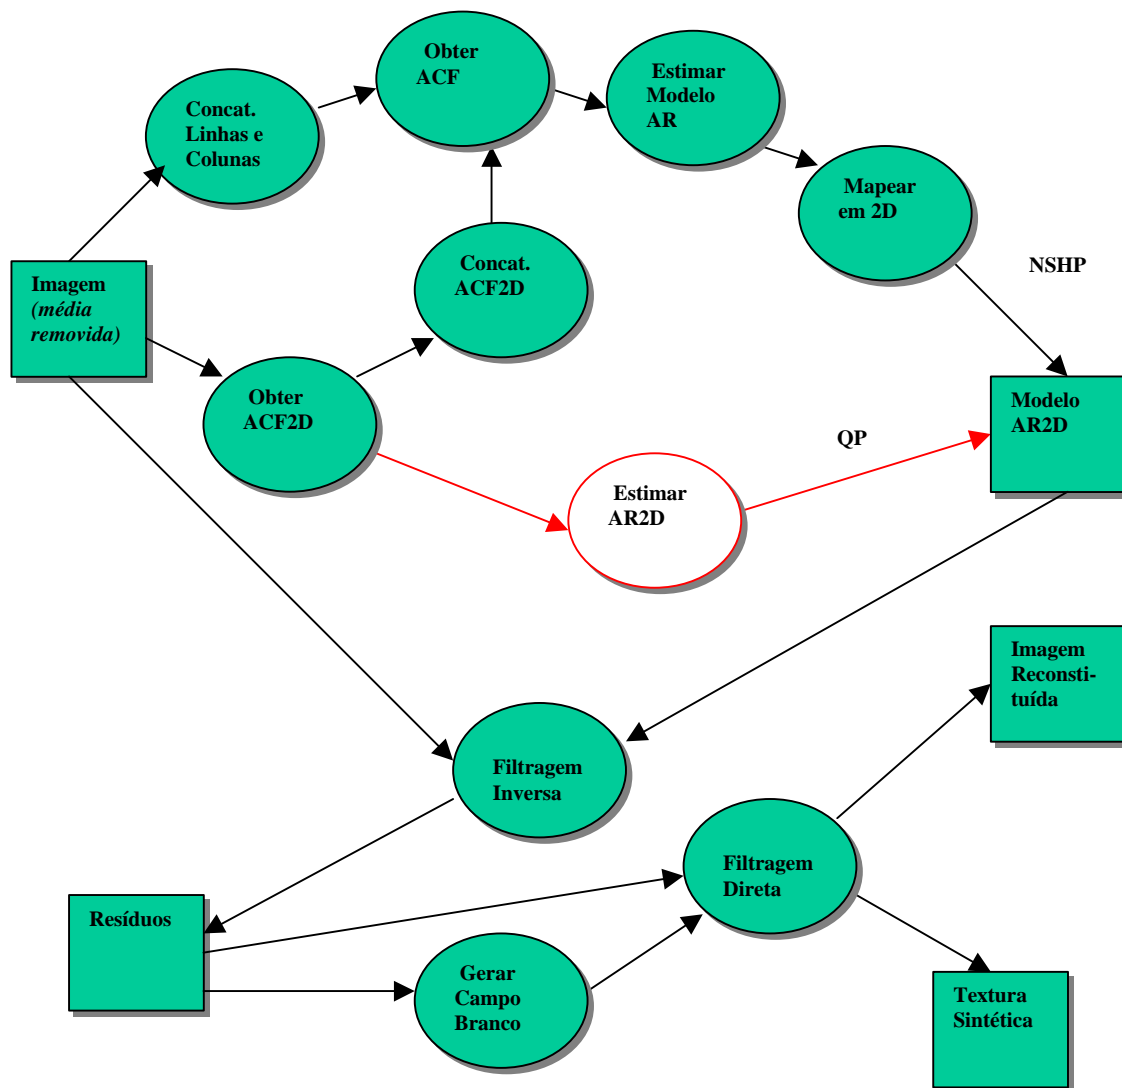 Obter
ACF
Estimar
Modelo
AR
Concat.
Linhas e
Colunas
Mapear
em 2D
Concat.
ACF2D
NSHP
Imagem
(média
removida)
Obter
ACF2D
Modelo
AR2D
QP
Estimar
AR2D
Imagem
Reconsti-
tuída
Filtragem
Inversa
Filtragem
Direta
Resíduos
Gerar
Campo
Branco
Textura
Sintética